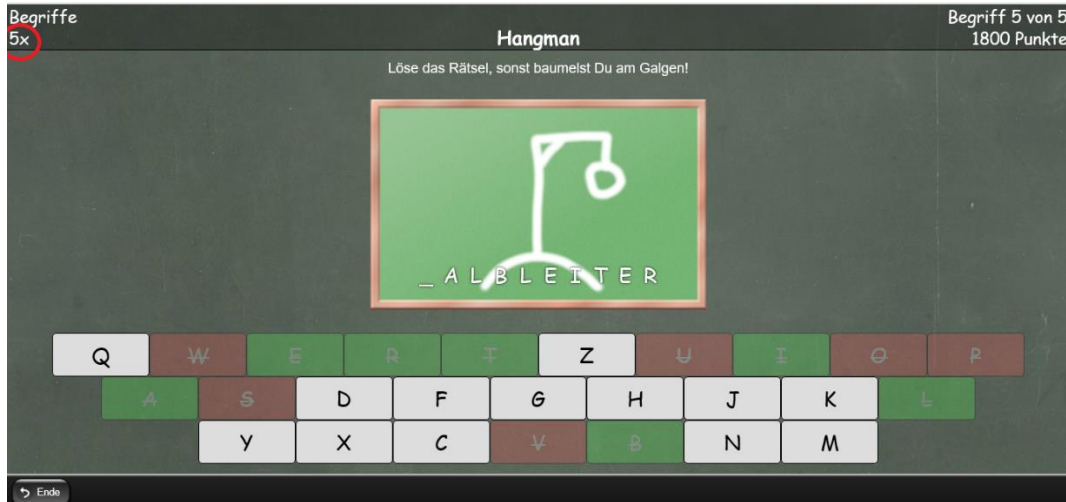 Begriffe
Begriff 5 von 5
5x
Hangman
1800 Punkte
Löse das Rätsel, sonst baumelst Du am Galgen!
_ A L B L E I T E R
Q W E R T Z U I O P
A S D F G H J K L
Y X C V B N M
Ende